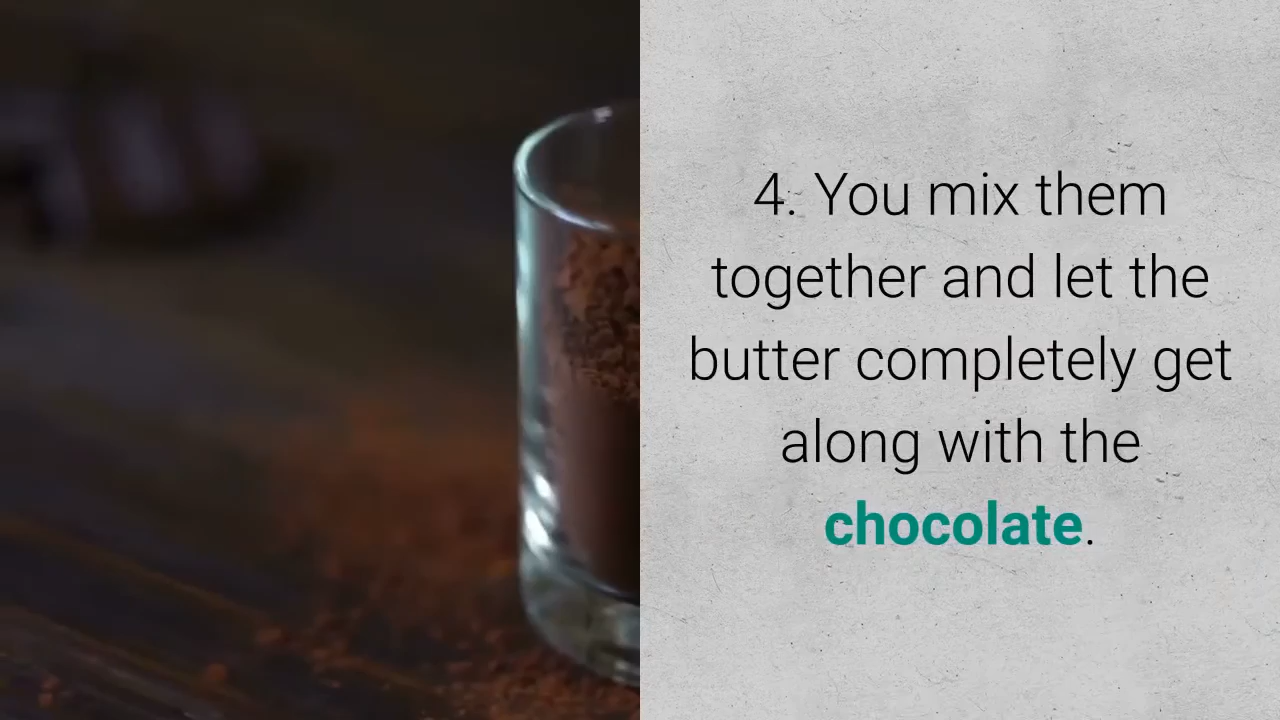 4. You mix them
together and let the
butter completely get
along with the
chocolate.